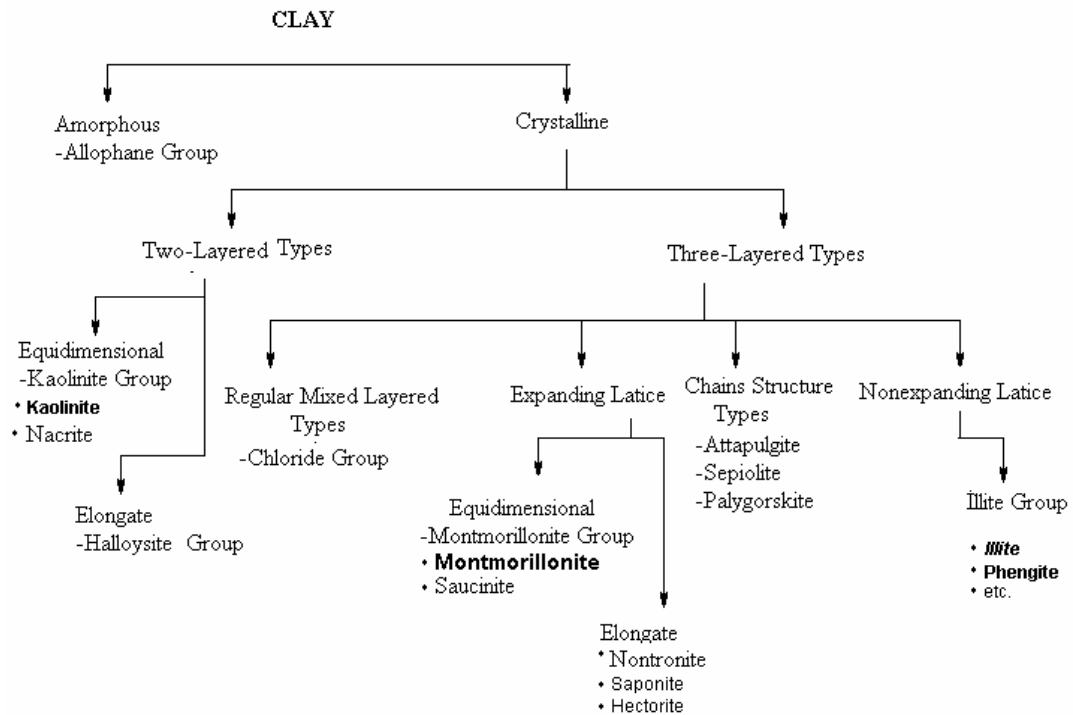 CLAY
Amorphous
-Allophane Group
Crystalline
Two-Layered Types
Three-Layered Types
Equidimensional
-Kaolinite Group
• Kaolinite
• Nacrite
Elongate
-Halloysite Group
Regular Mixed Layered
Types
-Chloride Group
Expanding Latice
Equidimensional
-Montmorillonite Group
• Montmorillonite
• Saucinite
Elongate
• Nontronite
• Saponite
• Hectorite
Chains Structure
Types
-Attapulgite
-Sepiolite
-Palygorskite
Nonexpanding Latice
İllite Group
• Illite
• Phengite
• etc.